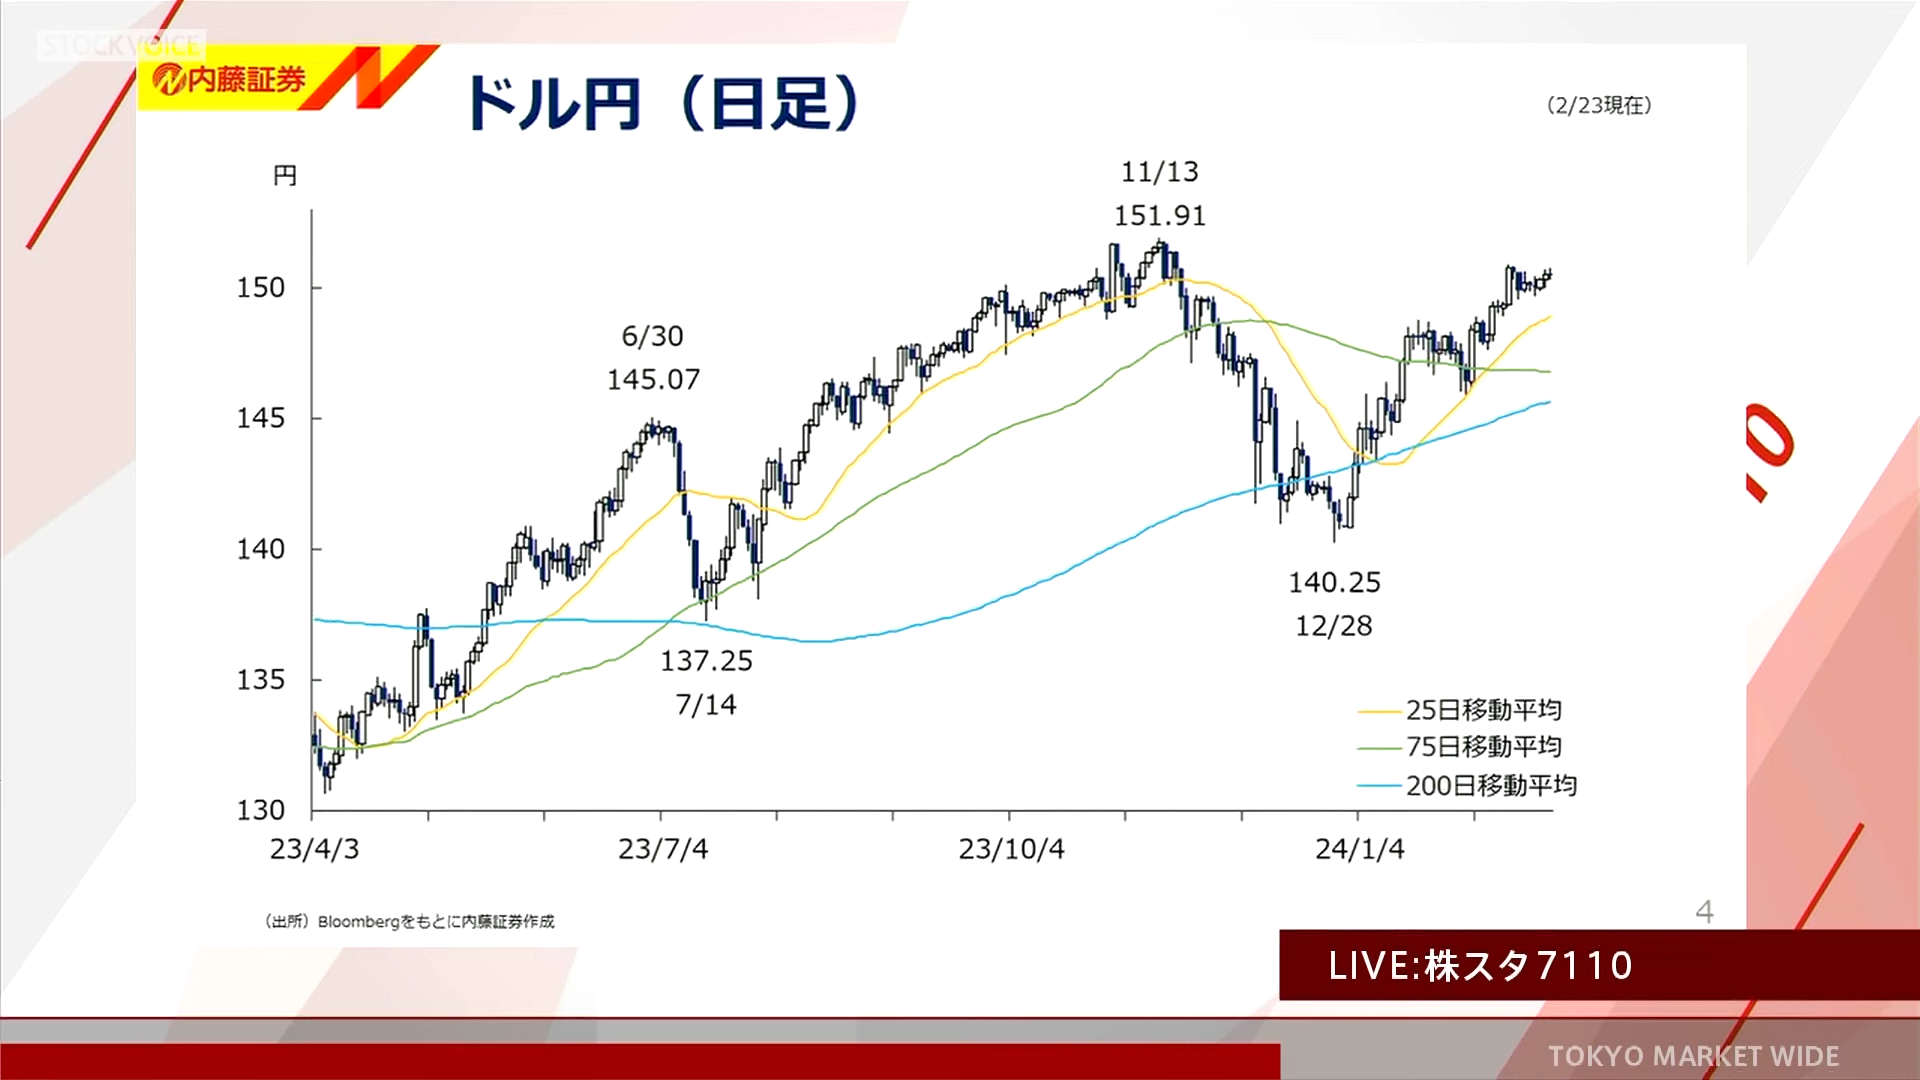 STOCKVOICE
内藤証券
ドル円（日足）
（2/23現在）
円
11/13
151.91
150
6/30
145.07
145
140
140.25
12/28
137.25
7/14
135
25日移動平均
75日移動平均
200日移動平均
130
23/4/3
23/7/4
23/10/4
24/1/4
（出所）Bloombergをもとに内藤証券作成
4
10
LIVE:株スタ7110
TOKYO MARKET WIDE